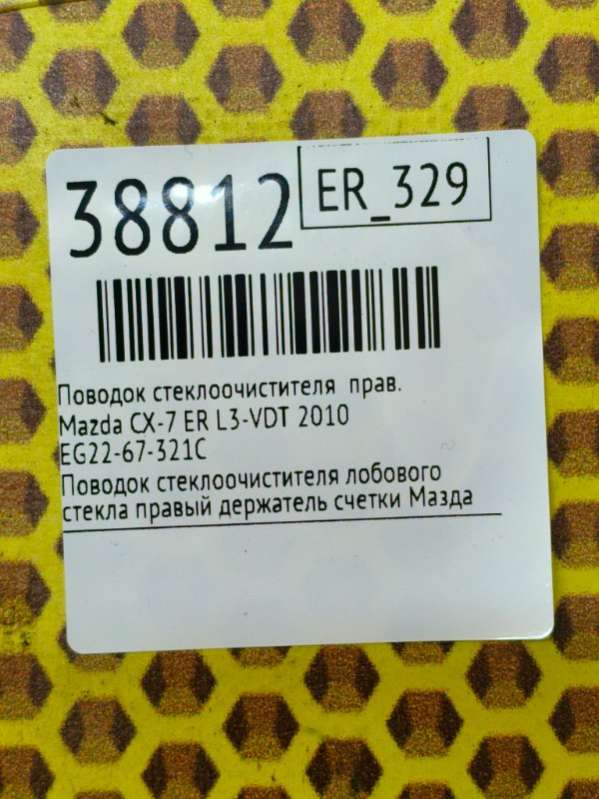 38812
ER_329
Поводок стеклоочистителя прав.
Mazda CX-7 ER L3-VDT 2010
EG22-67-321C
Поводок стеклоочистителя лобового
стекла правый держатель счетки Мазда